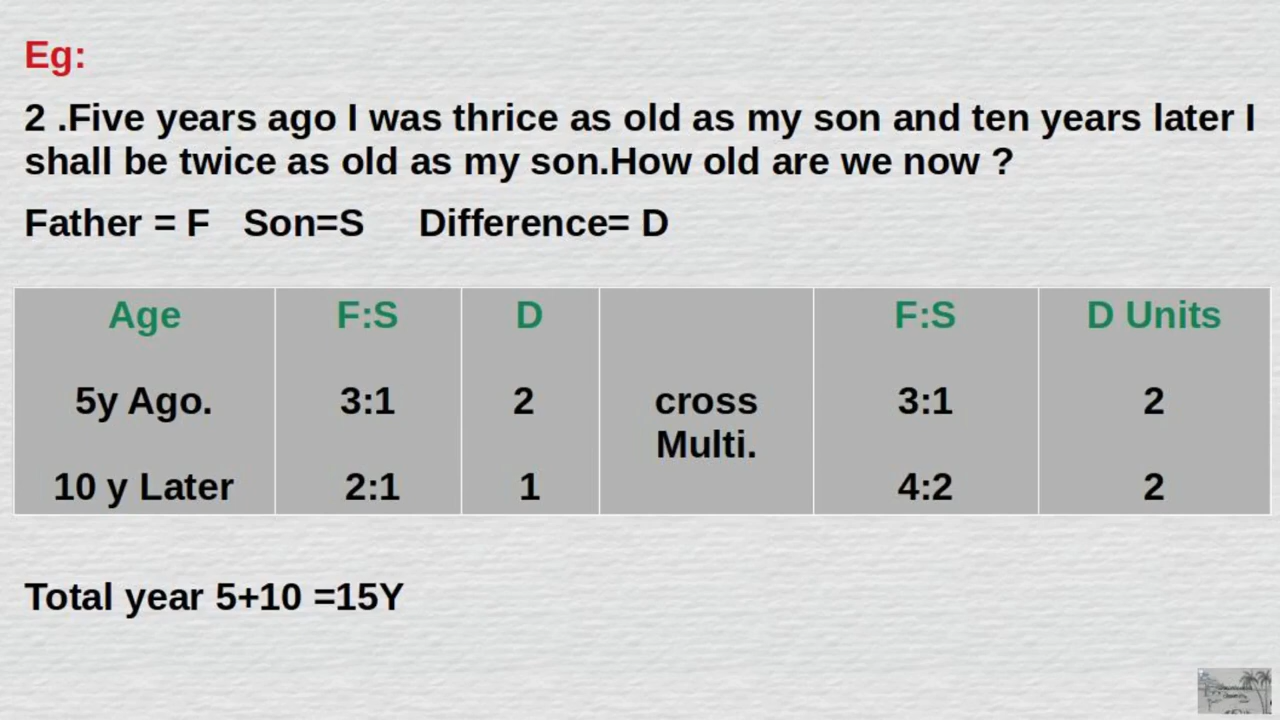 Eg:
2 .Five years ago I was thrice as old as my son and ten years later I
shall be twice as old as my son.How old are we now ?
Father = F Son=S Difference= D
Age F:S D F:S D Units
5y Ago. 3:1 2 cross 3:1 2
Multi.
10 y Later 2:1 1 4:2 2
Total year 5+10 =15Y